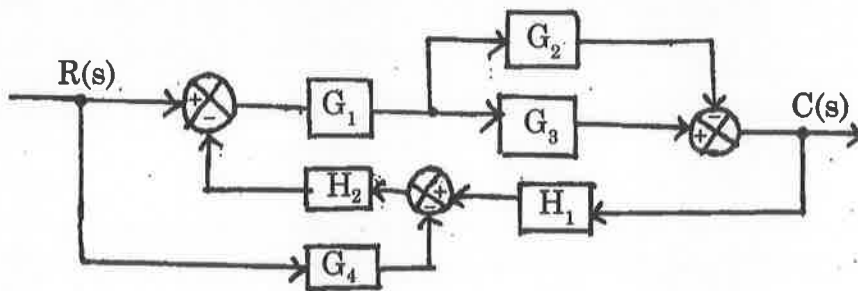 G₂
R(s)
+
−
G₁
−
+
G₃
C(s)
H₂
+
−
H₁
G₄